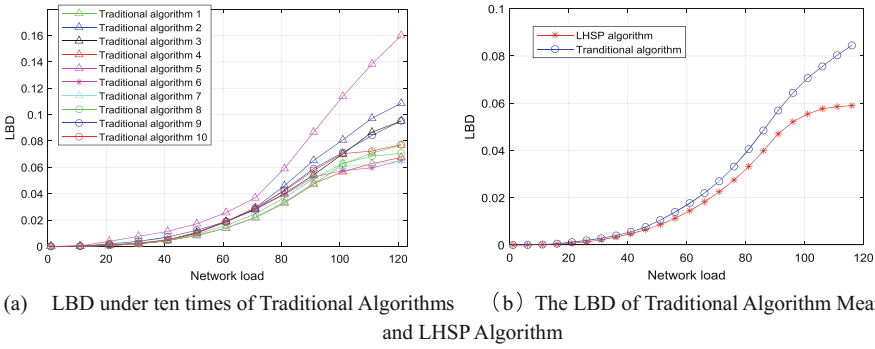 Traditional algorithm 1
Traditional algorithm 2
Traditional algorithm 3
Traditional algorithm 4
Traditional algorithm 5
Traditional algorithm 6
Traditional algorithm 7
Traditional algorithm 8
Traditional algorithm 9
Traditional algorithm 10
0.16
0.14
0.12
0.1
0.08
0.06
0.04
0.02
0
LBD
0 20 40 60 80 100 120
Network load
LHSP algorithm
Tranditional algorithm
0.1
0.08
0.06
0.04
0.02
0
LBD
0 20 40 60 80 100 120
Network load
(a) LBD under ten times of Traditional Algorithms
（b）The LBD of Traditional Algorithm Mea
and LHSP Algorithm